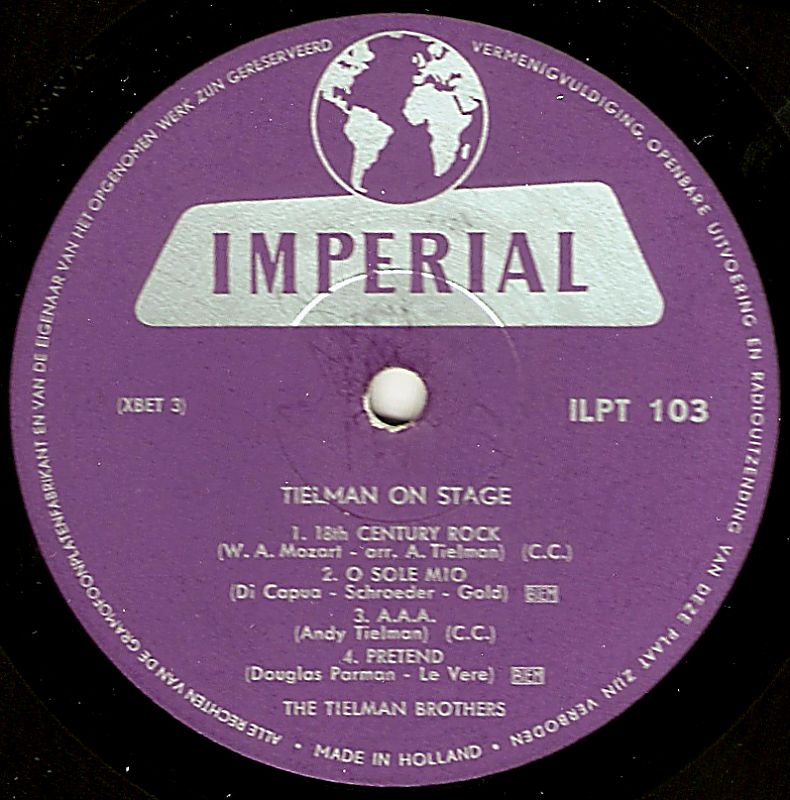 ALLE RECHTEN VAN DE GRAMOFOONPLATENFABRIKANT EN VAN DE EIGENAAR VAN HET OPGENOMEN WERK ZIJN GERESERVEERD
VERMENIGVULDIGING, OPENBARE UITVOERING EN RADIOUITZENDING VAN DEZE PLAAT ZIJN VERBODEN
IMPERIAL
(XBET 3)
ILPT 103
TIELMAN ON STAGE
1. 18th CENTURY ROCK
(W. A. Mozart - arr. A. Tielman) (C.C.)
2. O SOLE MIO
(Di Capua - Schroeder - Gold) BEM
3. A.A.A.
(Andy Tielman) (C.C.)
4. PRETEND
(Douglas Parman - Le Vere) BEM
THE TIELMAN BROTHERS
• MADE IN HOLLAND •